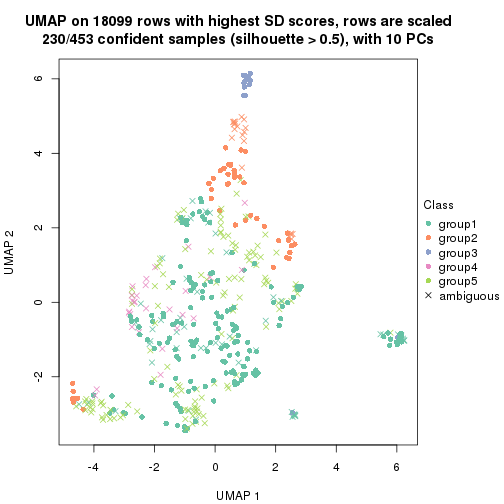 UMAP on 18099 rows with highest SD scores, rows are scaled
230/453 confident samples (silhouette > 0.5), with 10 PCs
6
4
2
0
-2
UMAP 2
-4
-2
0
2
4
6
UMAP 1
Class
group1
group2
group3
group4
group5
ambiguous